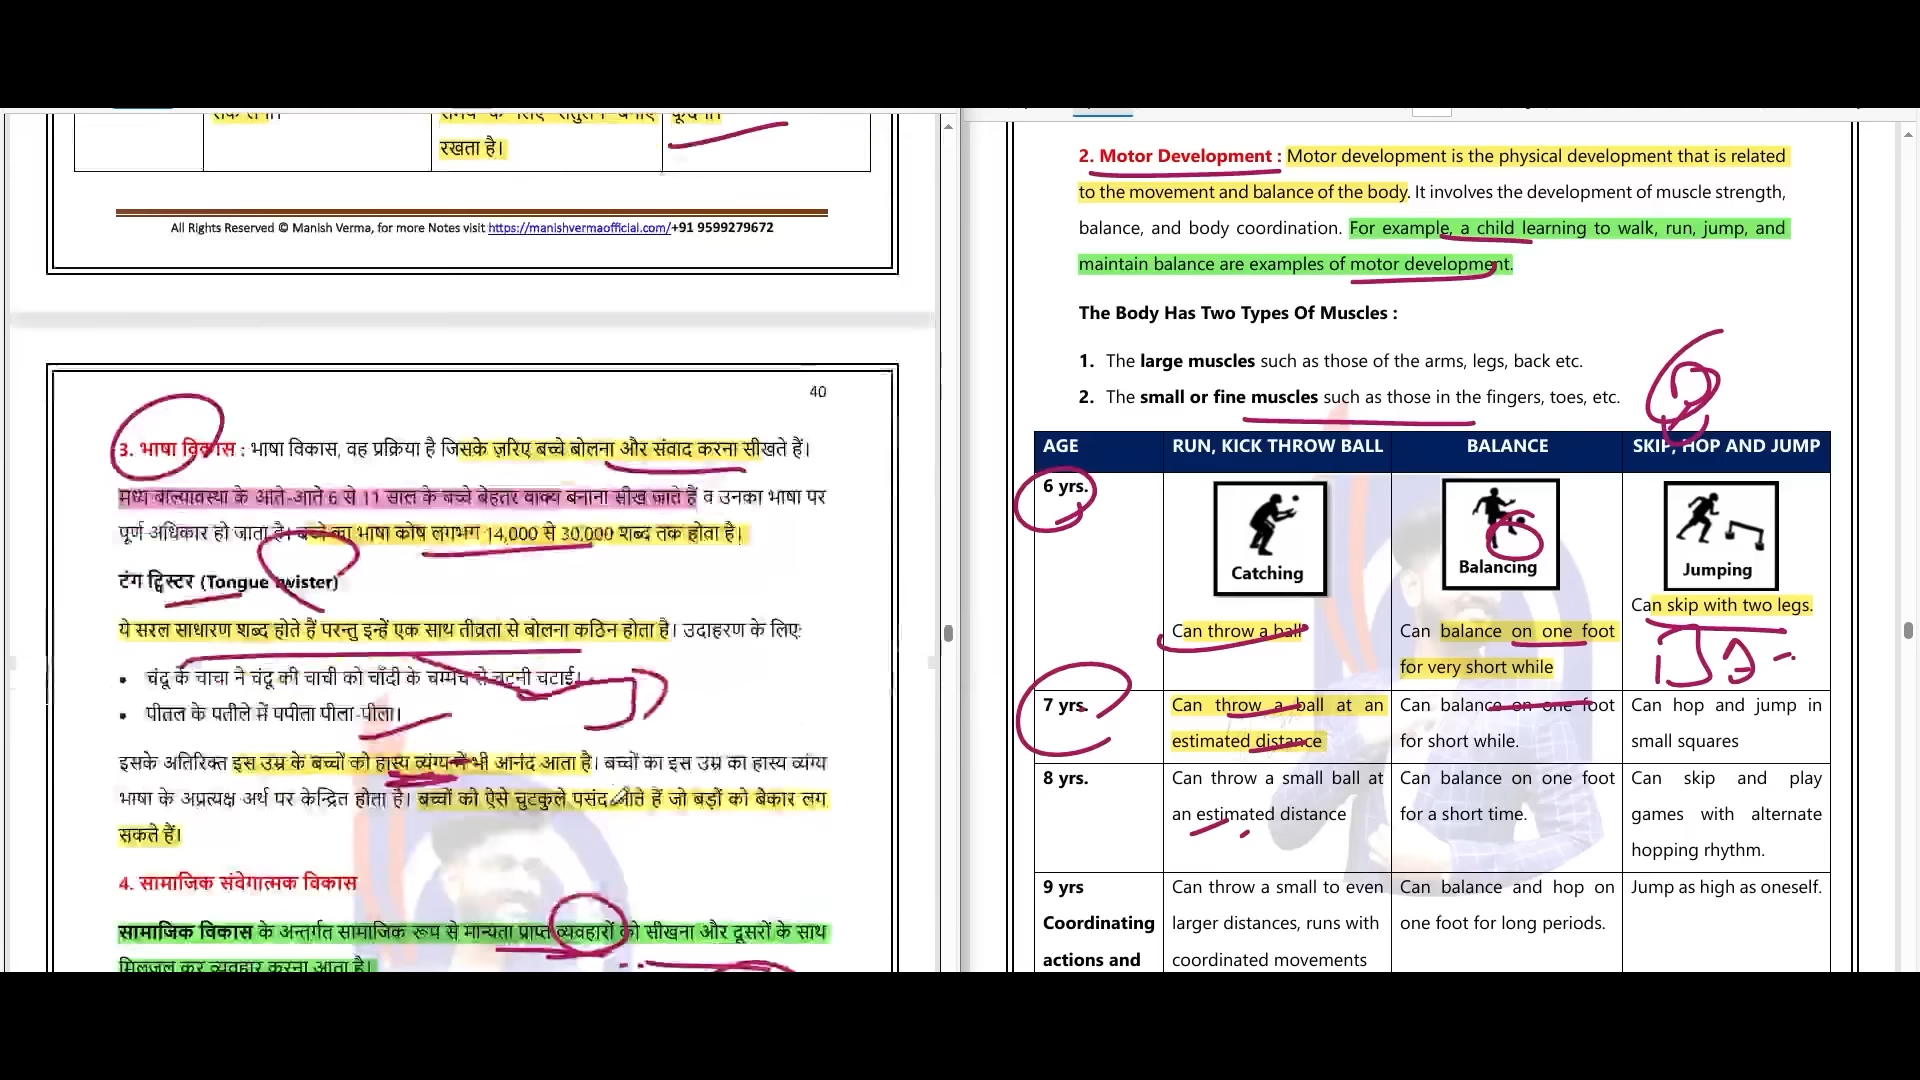 रखता है।
All Rights Reserved © Manish Verma, for more Notes visit https://manishvermaofficial.com/+91 9599279672
40
3. भाषा विकास : भाषा विकास, वह प्रक्रिया है जिसके ज़रिए बच्चे बोलना और संवाद करना सीखते हैं।
मध्य बाल्यावस्था के आते-आते 6 से 11 साल के बच्चे बेहतर वाक्य बनाना सीख जाते हैं व उनका भाषा पर
पूर्ण अधिकार हो जाता है। बच्चे का भाषा कोष लगभग 14,000 से 30,000 शब्द तक होता है।
टंग ट्विस्टर (Tongue twister)
ये सरल साधारण शब्द होते हैं परन्तु इन्हें एक साथ तीव्रता से बोलना कठिन होता है। उदाहरण के लिए:
• चंदू के चाचा ने चंदू की चाची को चाँदी के चम्मच से चटनी चटाई।
• पीतल के पतीले में पपीता पीला-पीला।
इसके अतिरिक्त इस उम्र के बच्चों को हास्य व्यंग्य में भी आनंद आता है। बच्चों का इस उम्र का हास्य व्यंग्य
भाषा के अप्रत्यक्ष अर्थ पर केन्द्रित होता है। बच्चों को ऐसे चुटकुले पसंद आते हैं जो बड़ों को बेकार लग
सकते हैं।
4. सामाजिक संवेगात्मक विकास
सामाजिक विकास के अन्तर्गत सामाजिक रूप से मान्यता प्राप्त व्यवहारों को सीखना और दूसरों के साथ
मिलजुल कर व्यवहार करना आता है।
2. Motor Development : Motor development is the physical development that is related
to the movement and balance of the body. It involves the development of muscle strength,
balance, and body coordination. For example, a child learning to walk, run, jump, and
maintain balance are examples of motor development.
The Body Has Two Types Of Muscles :
1. The large muscles such as those of the arms, legs, back etc.
2. The small or fine muscles such as those in the fingers, toes, etc.
AGE RUN, KICK THROW BALL BALANCE SKIP, HOP AND JUMP
6 yrs.
Catching Balancing Jumping
Can skip with two legs.
Can throw a ball Can balance on one foot
for very short while
7 yrs. Can throw a ball at an Can balance on one foot Can hop and jump in
estimated distance for short while. small squares
8 yrs. Can throw a small ball at Can balance on one foot Can skip and play
an estimated distance for a short time. games with alternate
hopping rhythm.
9 yrs Can throw a small to even Can balance and hop on Jump as high as oneself.
Coordinating larger distances, runs with one foot for long periods.
actions and coordinated movements